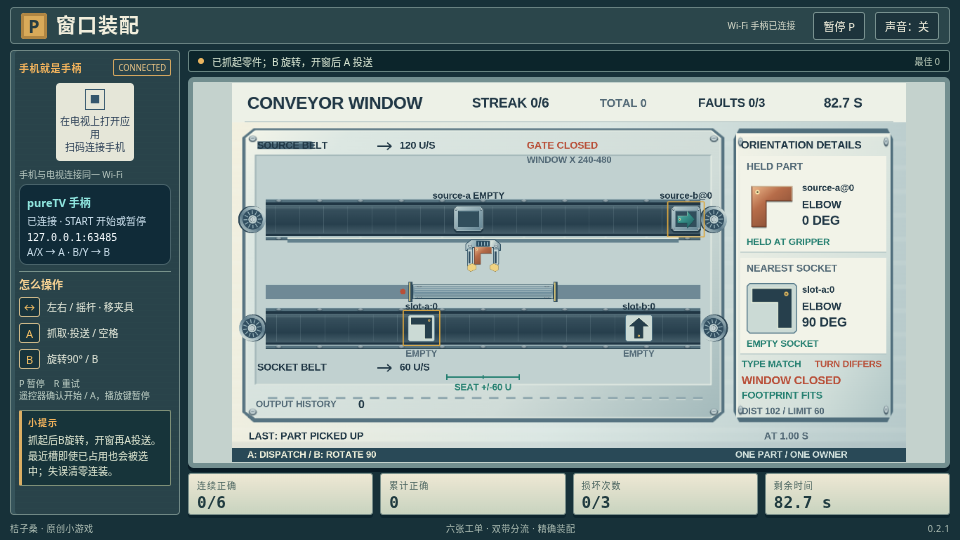 P 窗口装配
Wi-Fi 手柄已连接
暂停 P
声音：关
手机就是手柄
CONNECTED
在电视上打开应用
扫码连接手机
手机与电视连接同一 Wi-Fi
pureTV 手柄
已连接 · START 开始或暂停
127.0.0.1:63485
A/X → A · B/Y → B
怎么操作
↔ 左右 / 摇杆 · 移夹具
A 抓取·投送 / 空格
B 旋转90° / B
P 暂停 R 重试
遥控器确认开始 / A，播放键暂停
小提示
抓起后B旋转，开窗再A投送。
最近槽即使已占用也会被选中；失误清零连装。
已抓起零件；B 旋转，开窗后 A 投送
最佳 0
CONVEYOR WINDOW
STREAK 0/6
TOTAL 0
FAULTS 0/3
82.7 S
SOURCE BELT
→ 120 U/S
GATE CLOSED
WINDOW X 240-480
source-a EMPTY
source-b@0
slot-a:0
slot-b:0
EMPTY
EMPTY
SOCKET BELT
→ 60 U/S
SEAT +/-60 U
OUTPUT HISTORY 0
ORIENTATION DETAILS
HELD PART
source-a@0
ELBOW
0 DEG
HELD AT GRIPPER
NEAREST SOCKET
slot-a:0
ELBOW
90 DEG
EMPTY SOCKET
TYPE MATCH
TURN DIFFERS
WINDOW CLOSED
FOOTPRINT FITS
DIST 102 / LIMIT 60
LAST: PART PICKED UP
AT 1.00 S
A: DISPATCH / B: ROTATE 90
ONE PART / ONE OWNER
连续正确
0/6
累计正确
0
损坏次数
0/3
剩余时间
82.7 s
桔子桑 · 原创小游戏
六张工单 · 双带分流 · 精确装配
0.2.1